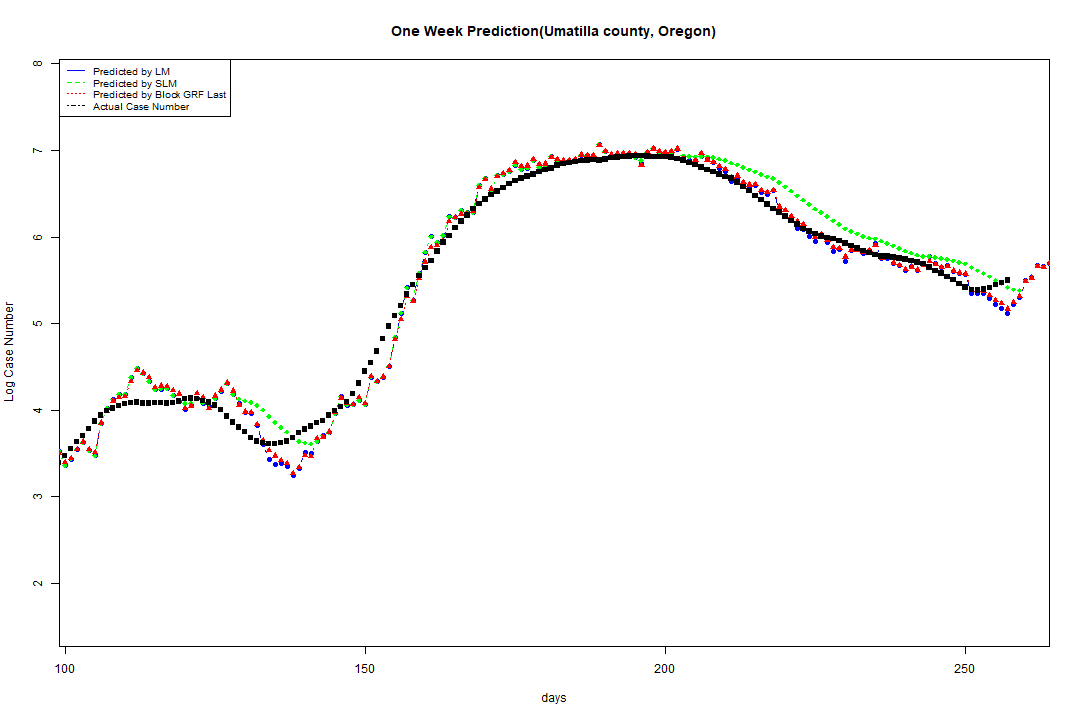 One Week Prediction(Umatilla county, Oregon)
Predicted by LM
Predicted by SLM
Predicted by Block GRF Last
Actual Case Number
8
7
6
5
4
3
2
Log Case Number
100 150 200 250
days